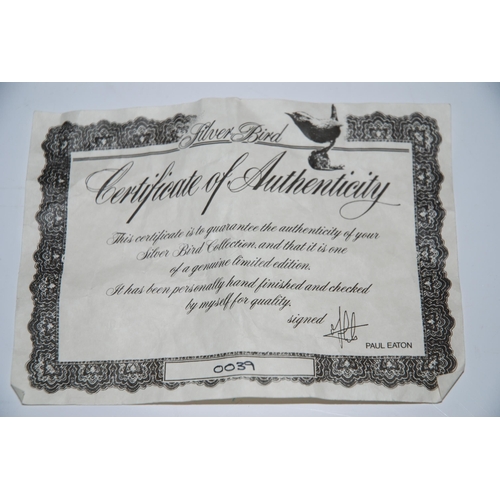 Silver Bird
Certificate of Authenticity
This certificate is to guarantee the authenticity of your
Silver Bird Collection, and that it is one
of a genuine limited edition.
It has been personally hand finished and checked
by myself for quality.
signed
PAUL EATON
0039